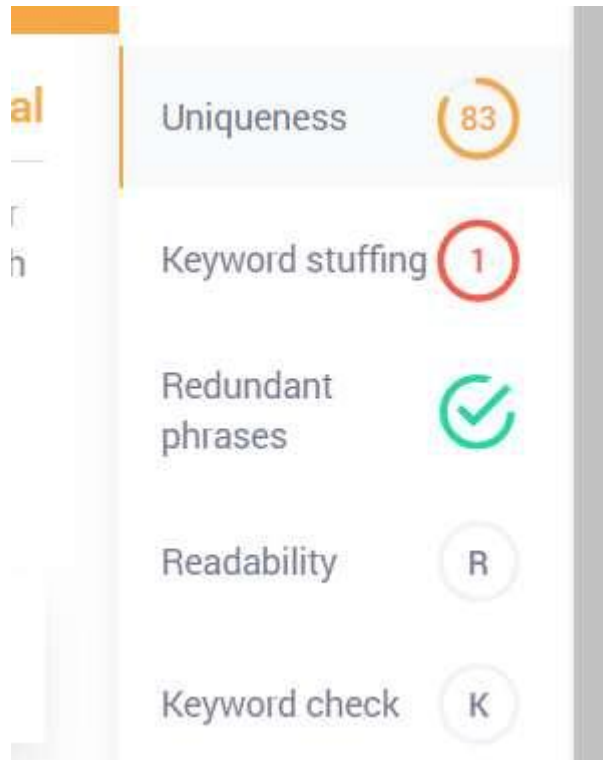 al
Uniqueness 83
r
h
Keyword stuffing 1
Redundant
phrases
Readability R
Keyword check K